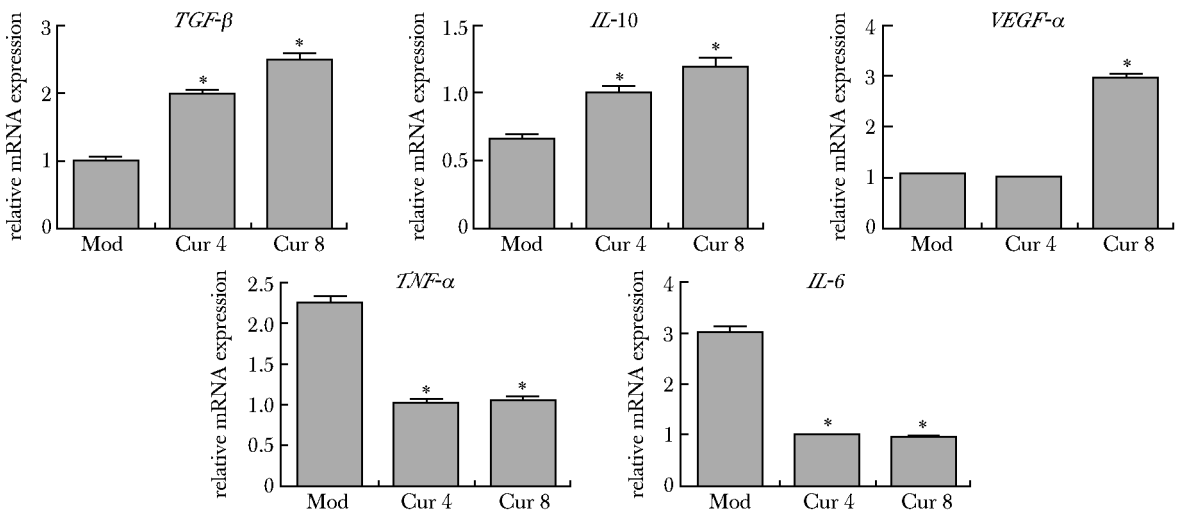 TGF-β
relative mRNA expression
3
2
1
0
*
*
Mod Cur 4 Cur 8
IL-10
relative mRNA expression
1.5
1.0
0.5
0
*
*
Mod Cur 4 Cur 8
VEGF-α
relative mRNA expression
4
3
2
1
0
*
Mod Cur 4 Cur 8
TNF-α
relative mRNA expression
2.5
2.0
1.5
1.0
0.5
0
*
*
Mod Cur 4 Cur 8
IL-6
relative mRNA expression
4
3
2
1
0
*
*
Mod Cur 4 Cur 8